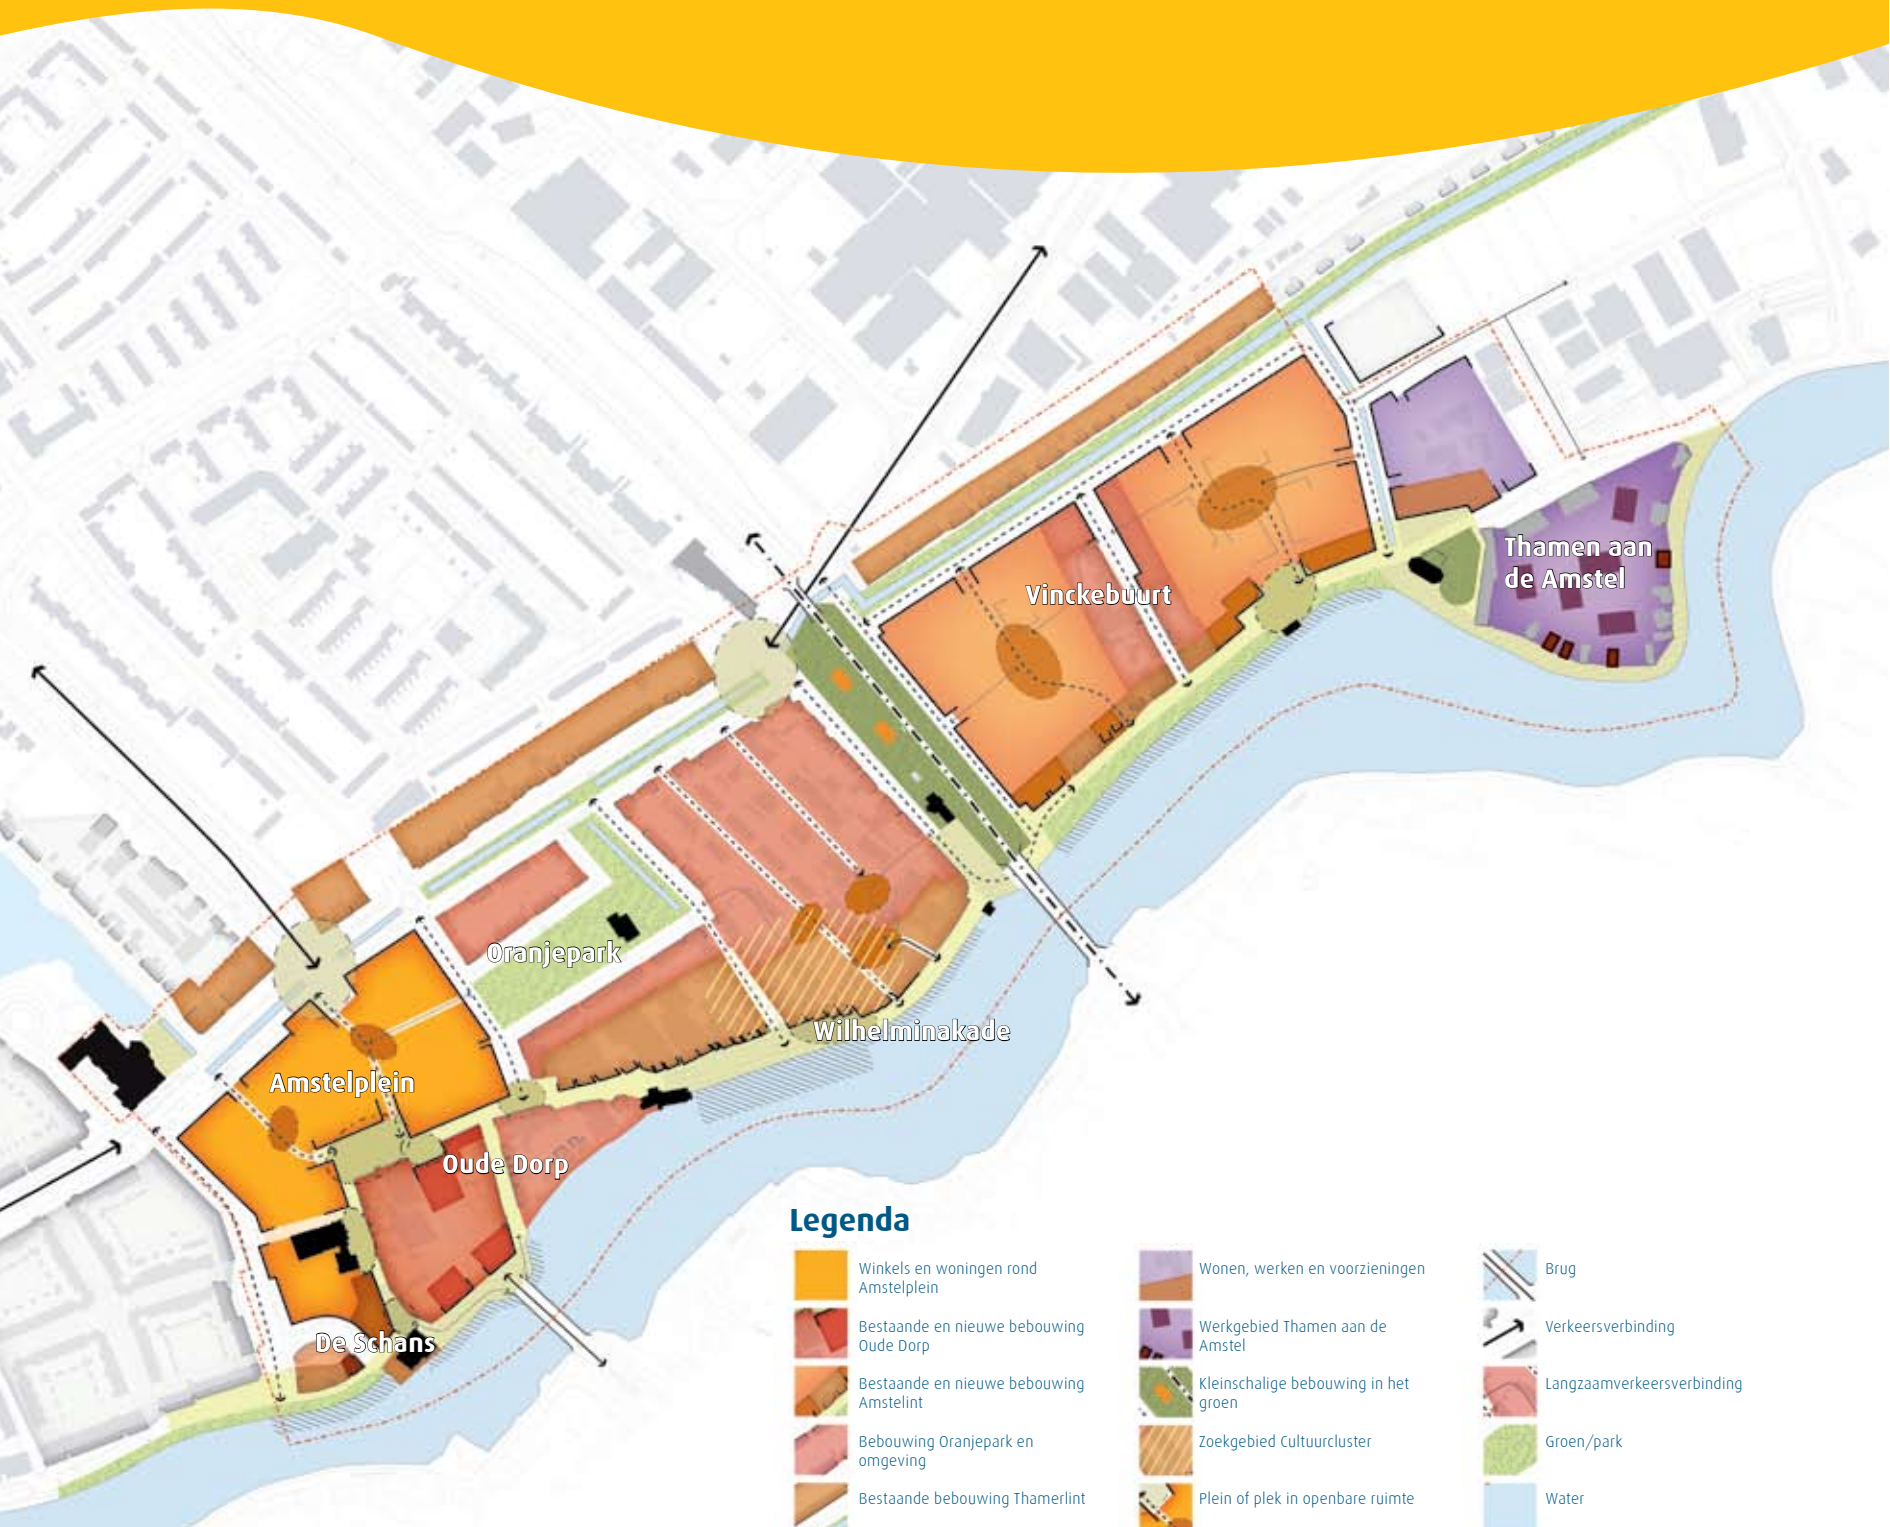 Thamen aan
de Amstel
Vinckebuurt
Oranjepark
Wilhelminakade
Amstelplein
Oude Dorp
De Schans
Legenda
Winkels en woningen rond
Amstelplein
Bestaande en nieuwe bebouwing
Oude Dorp
Bestaande en nieuwe bebouwing
Amstelint
Bebouwing Oranjepark en
omgeving
Bestaande bebouwing Thamerlint
Wonen, werken en voorzieningen
Werkgebied Thamen aan de
Amstel
Kleinschalige bebouwing in het
groen
Zoekgebied Cultuurcluster
Plein of plek in openbare ruimte
Brug
Verkeersverbinding
Langzaamverkeersverbinding
Groen/park
Water